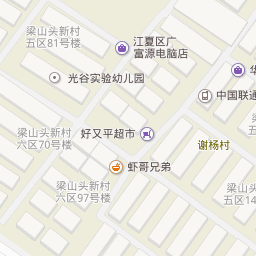 梁山头新村
五区81号楼
江夏区广
富源电脑店
光谷实验幼儿园
华
中国联通
梁山头新村
六区70号楼
好又平超市
谢杨村
虾哥兄弟
梁山头新村
六区97号楼
梁山头
五区14